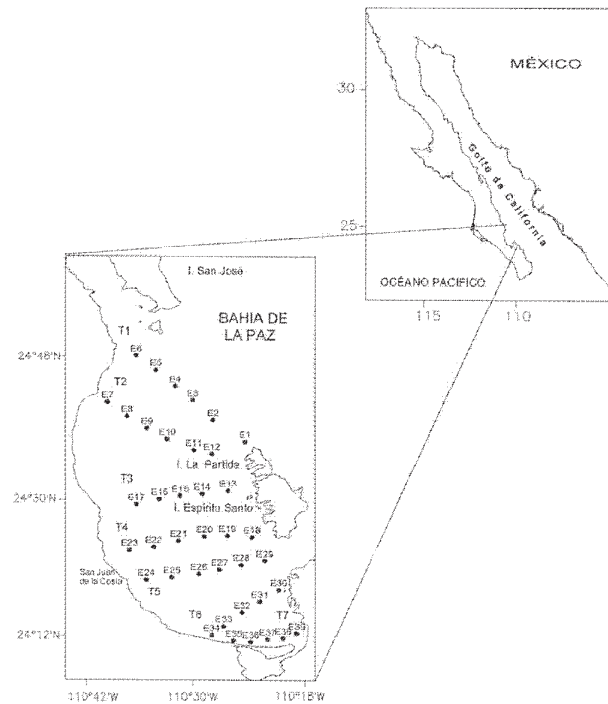 MÉXICO
30
Golfo de California
25
OCÉANO PACIFICO
115
110
I. San José
BAHIA DE
LA PAZ
T1
24°48'N
E6
E5
E4
E3
E2
E1
T2
E7
E8
E9
E10
E11
E12
I. La Partida
T3
E17
E16
E15
E14
E13
24°30'N
I. Espíritu Santo
T4
E23
E22
E21
E20
E19
E18
San Juan
de la Costa
E24
E25
E26
E27
E28
E29
T5
E30
E31
T6
E32
T7
E33
24°12'N
E34
E35
E36
E37
E38
E39
110°42'W
110°30'W
110°18'W